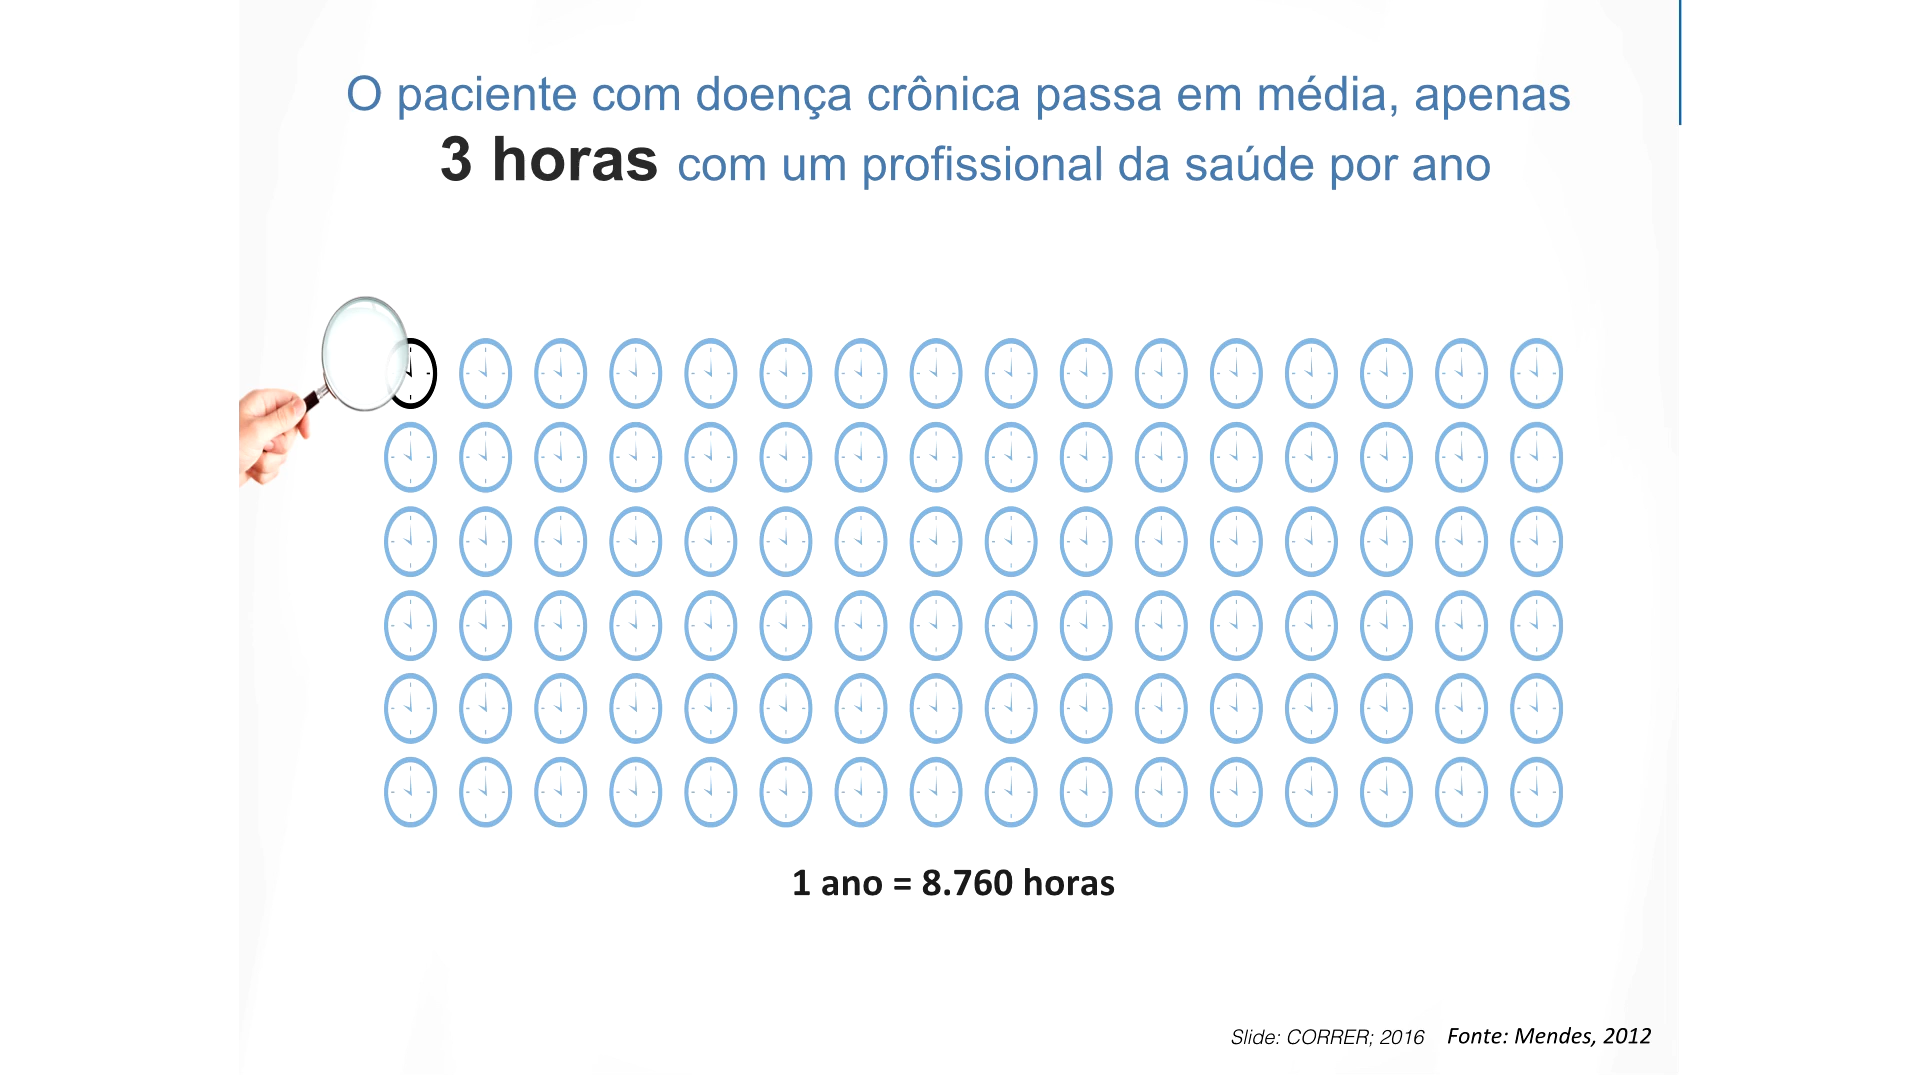 O paciente com doença crônica passa em média, apenas
3 horas com um profissional da saúde por ano
1 ano = 8.760 horas
Slide: CORRER; 2016 Fonte: Mendes, 2012